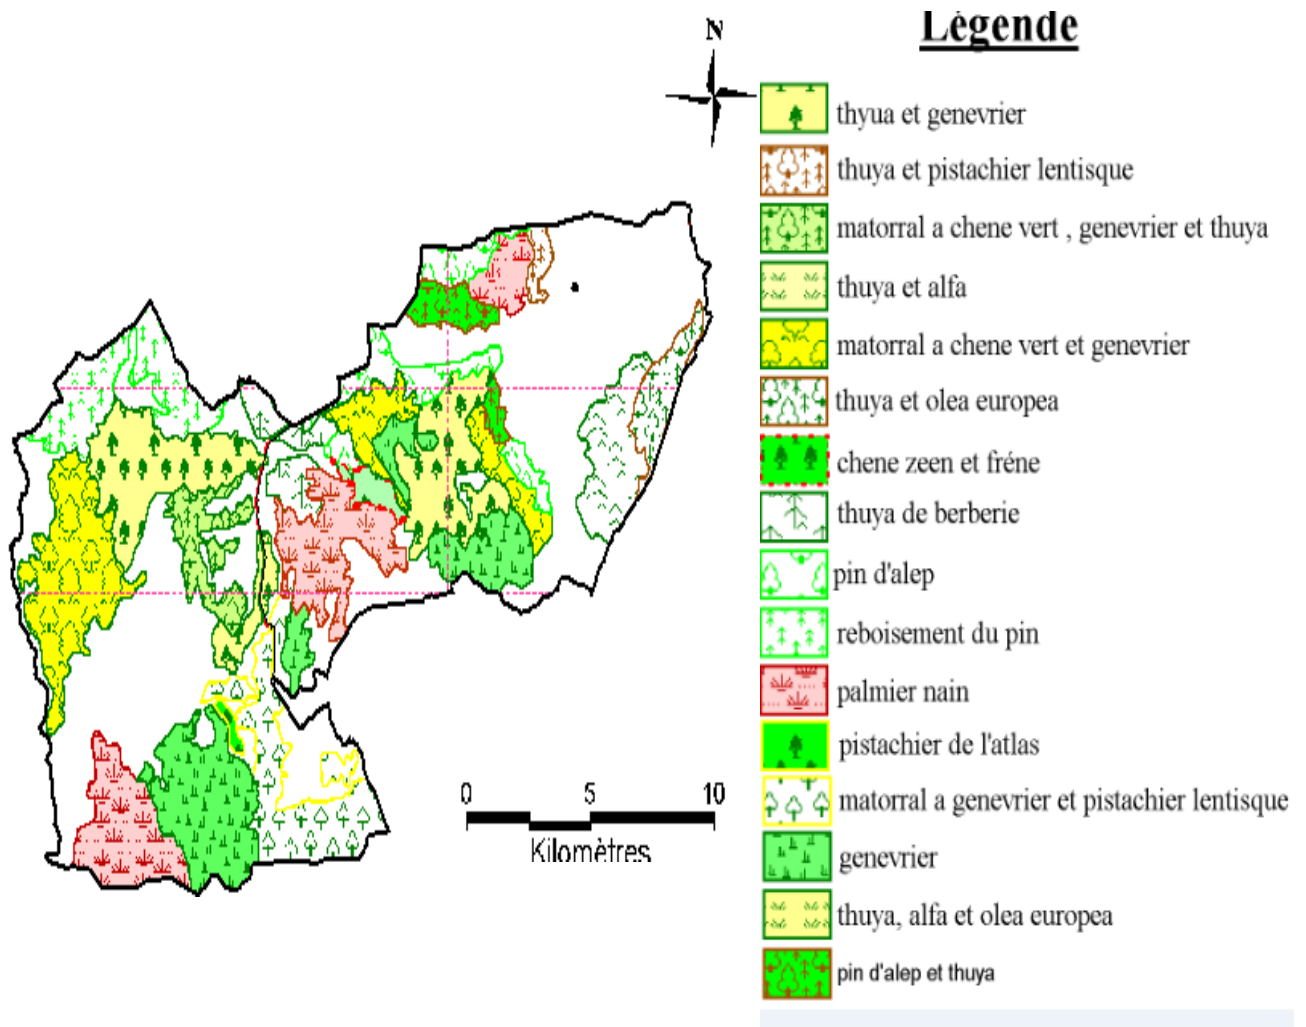 Légende
N
thyua et genevrier
thuya et pistachier lentisque
matorral a chene vert , genevrier et thuya
thuya et alfa
matorral a chene vert et genevrier
thuya et olea europea
chene zeen et fréne
thuya de berberie
pin d'alep
reboisement du pin
palmier nain
pistachier de l'atlas
matorral a genevrier et pistachier lentisque
genevrier
thuya, alfa et olea europea
pin d'alep et thuya
0 5 10
Kilomètres